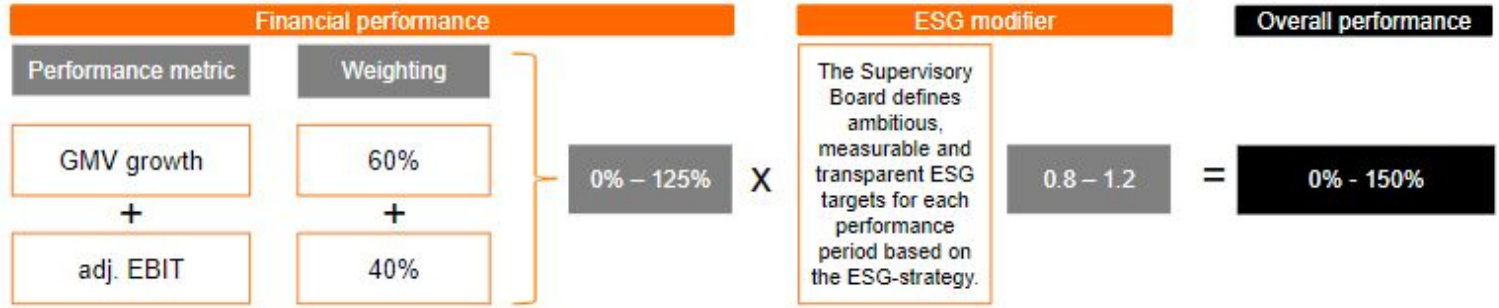 Financial performance
ESG modifier
Overall performance
Performance metric
Weighting
GMV growth
60%
+
+
adj. EBIT
40%
0% – 125%
X
The Supervisory
Board defines
ambitious,
measurable and
transparent ESG
targets for each
performance
period based on
the ESG-strategy.
0.8 – 1.2
=
0% - 150%